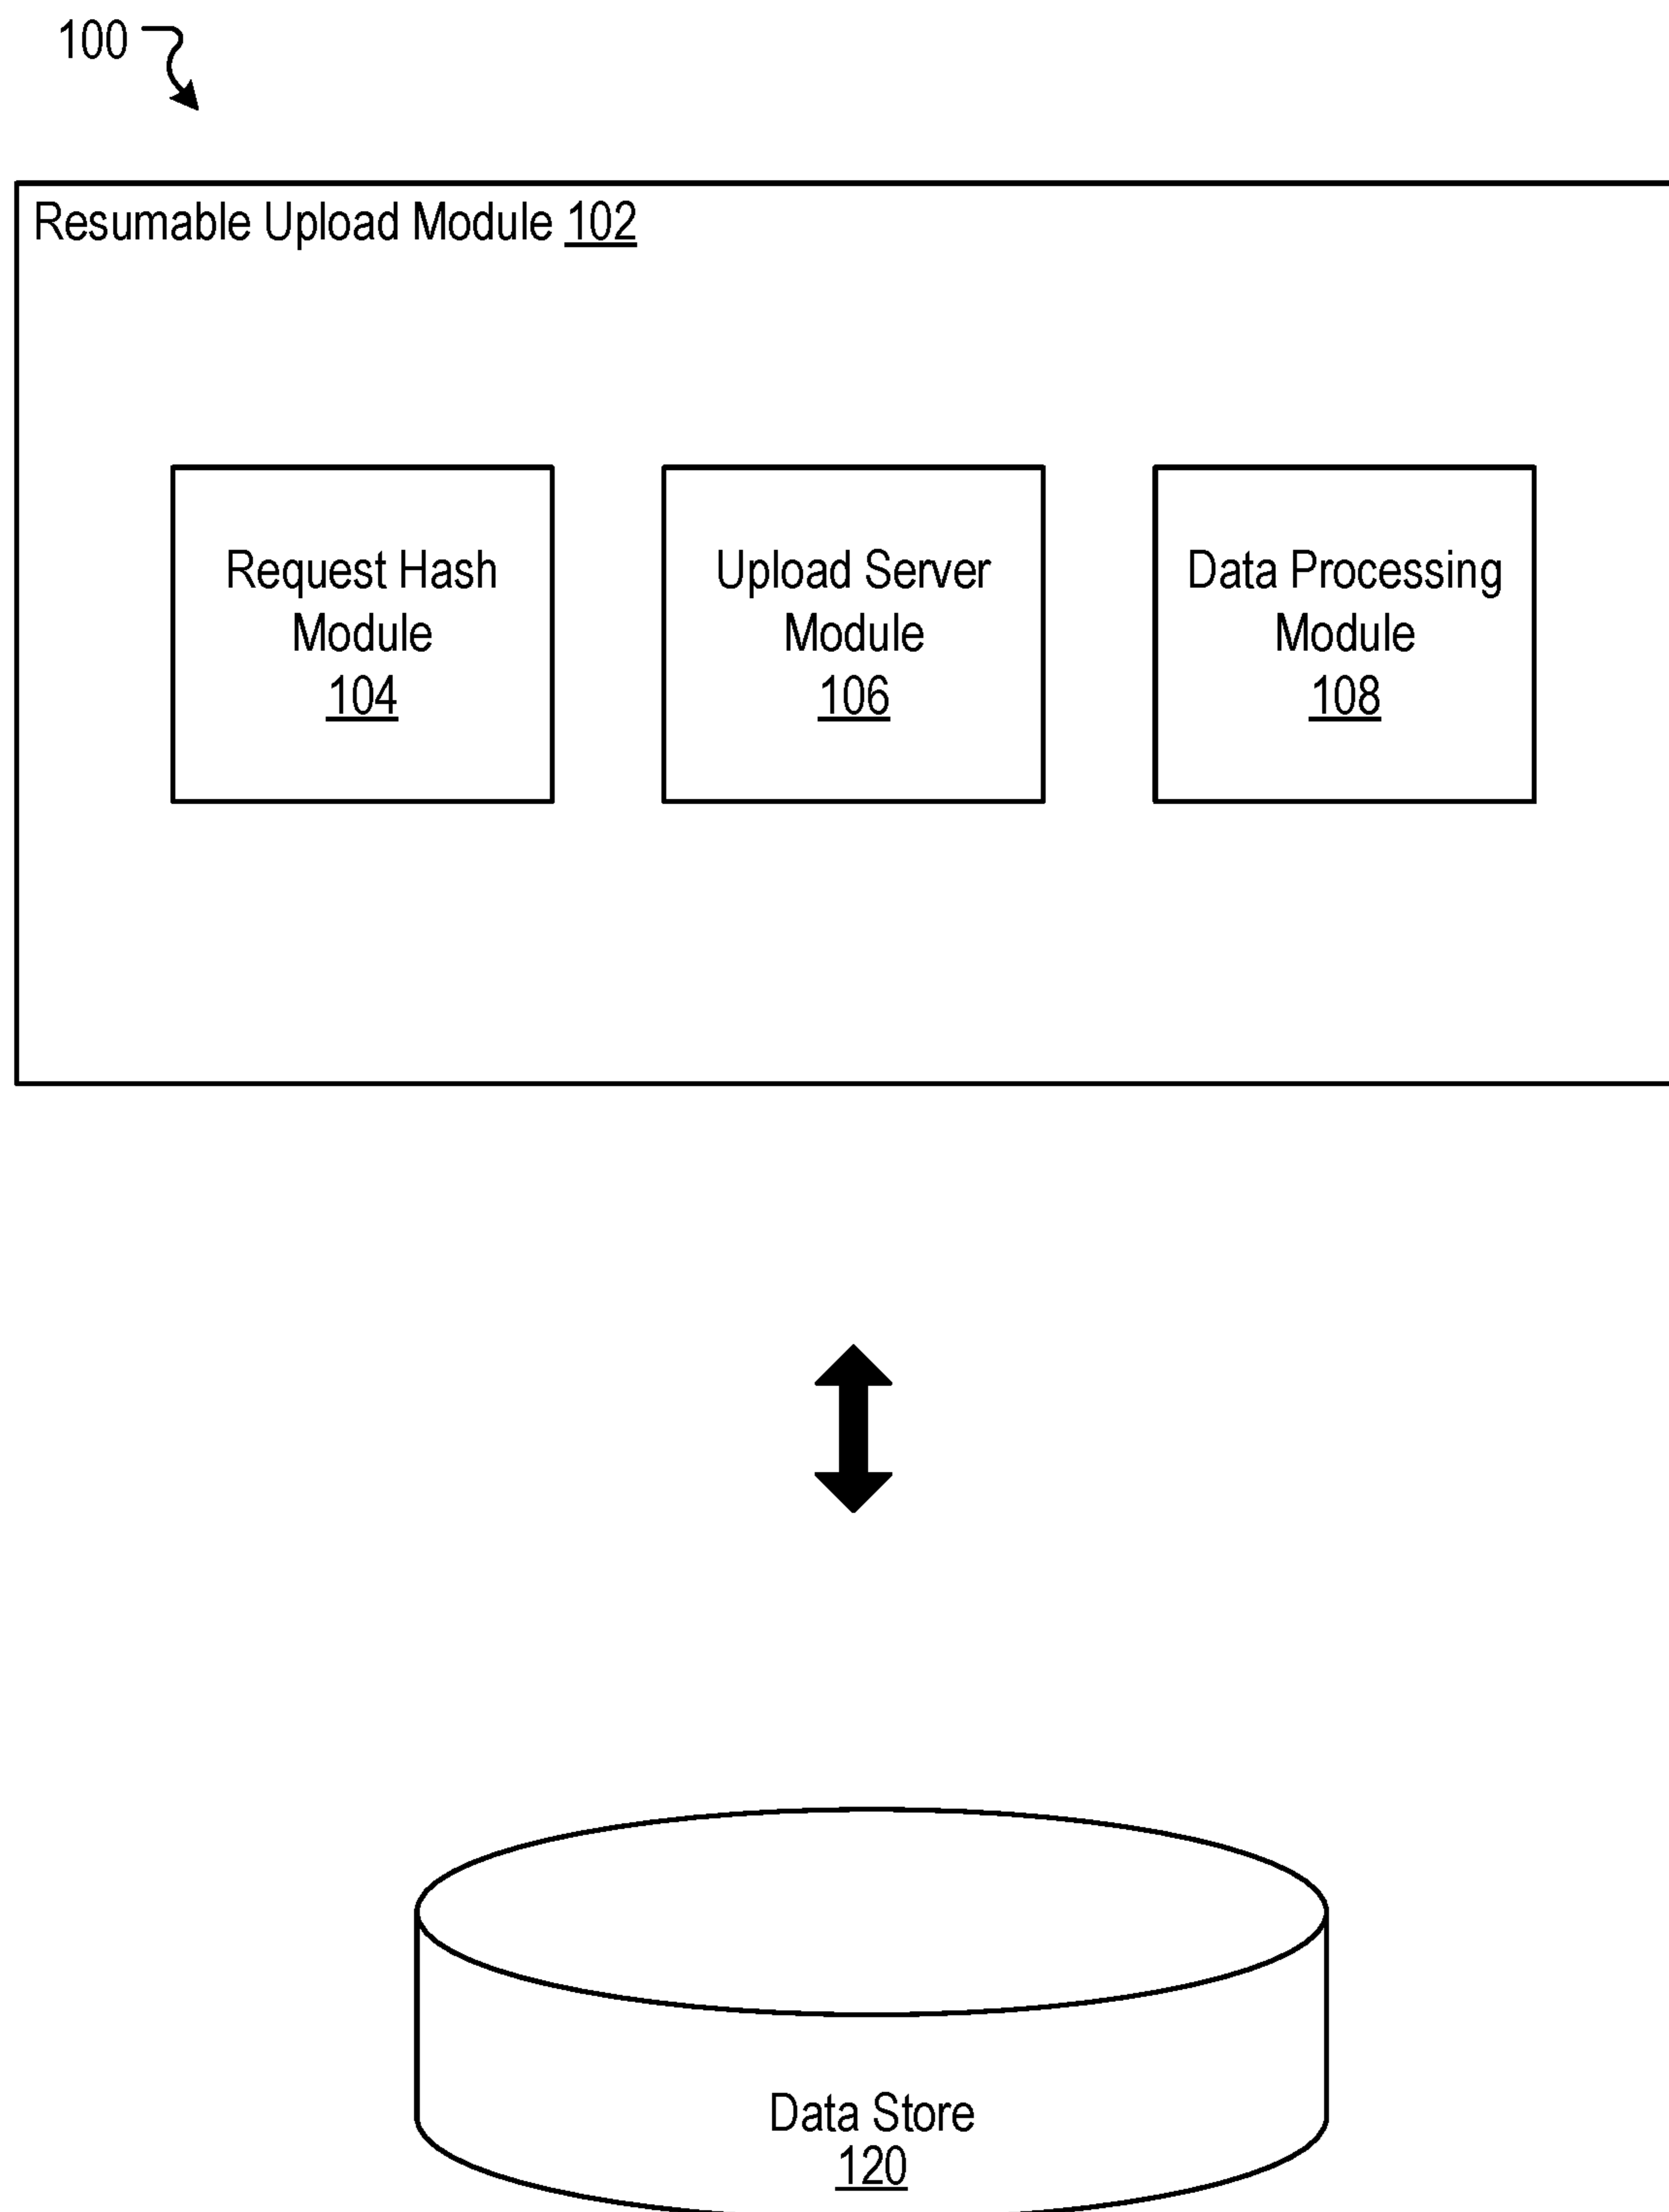 100
Resumable Upload Module 102
Request Hash
Module
104
Upload Server
Module
106
Data Processing
Module
108
Data Store
120